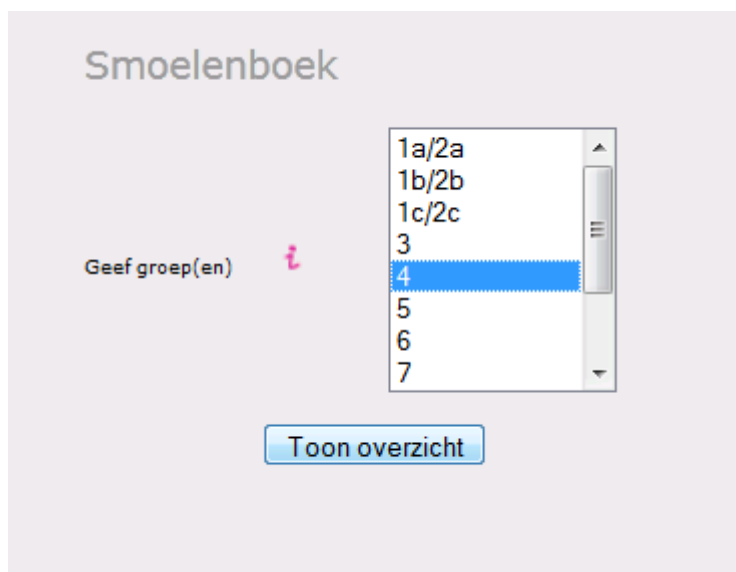 Smoelenboek
Geef groep(en)
i
1a/2a
1b/2b
1c/2c
3
4
5
6
7
Toon overzicht